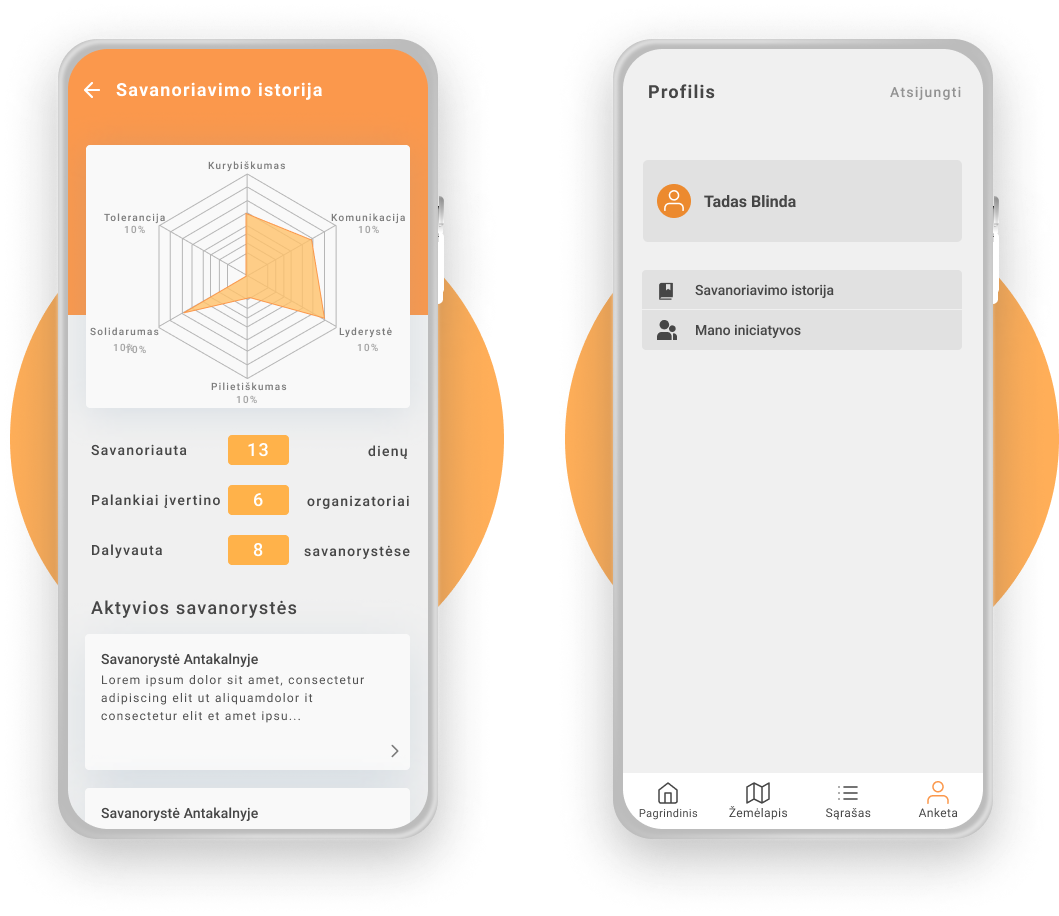 Savanoriavimo istorija
Kurybiškumas
Tolerancija
10%
Komunikacija
10%
Solidarumas
10%
10%
Lyderystė
10%
Pilietiškumas
10%
Savanoriauta 13 dienų
Palankiai įvertino 6 organizatoriai
Dalyvauta 8 savanorystėse
Aktyvios savanorystės
Savanorystė Antakalnyje
Lorem ipsum dolor sit amet, consectetur
adipiscing elit ut aliquamdolor it
consectetur elit et amet ipsu...
Savanorystė Antakalnyje
Profilis
Atsijungti
Tadas Blinda
Savanoriavimo istorija
Mano iniciatyvos
Pagrindinis
Žemėlapis
Sąrašas
Anketa